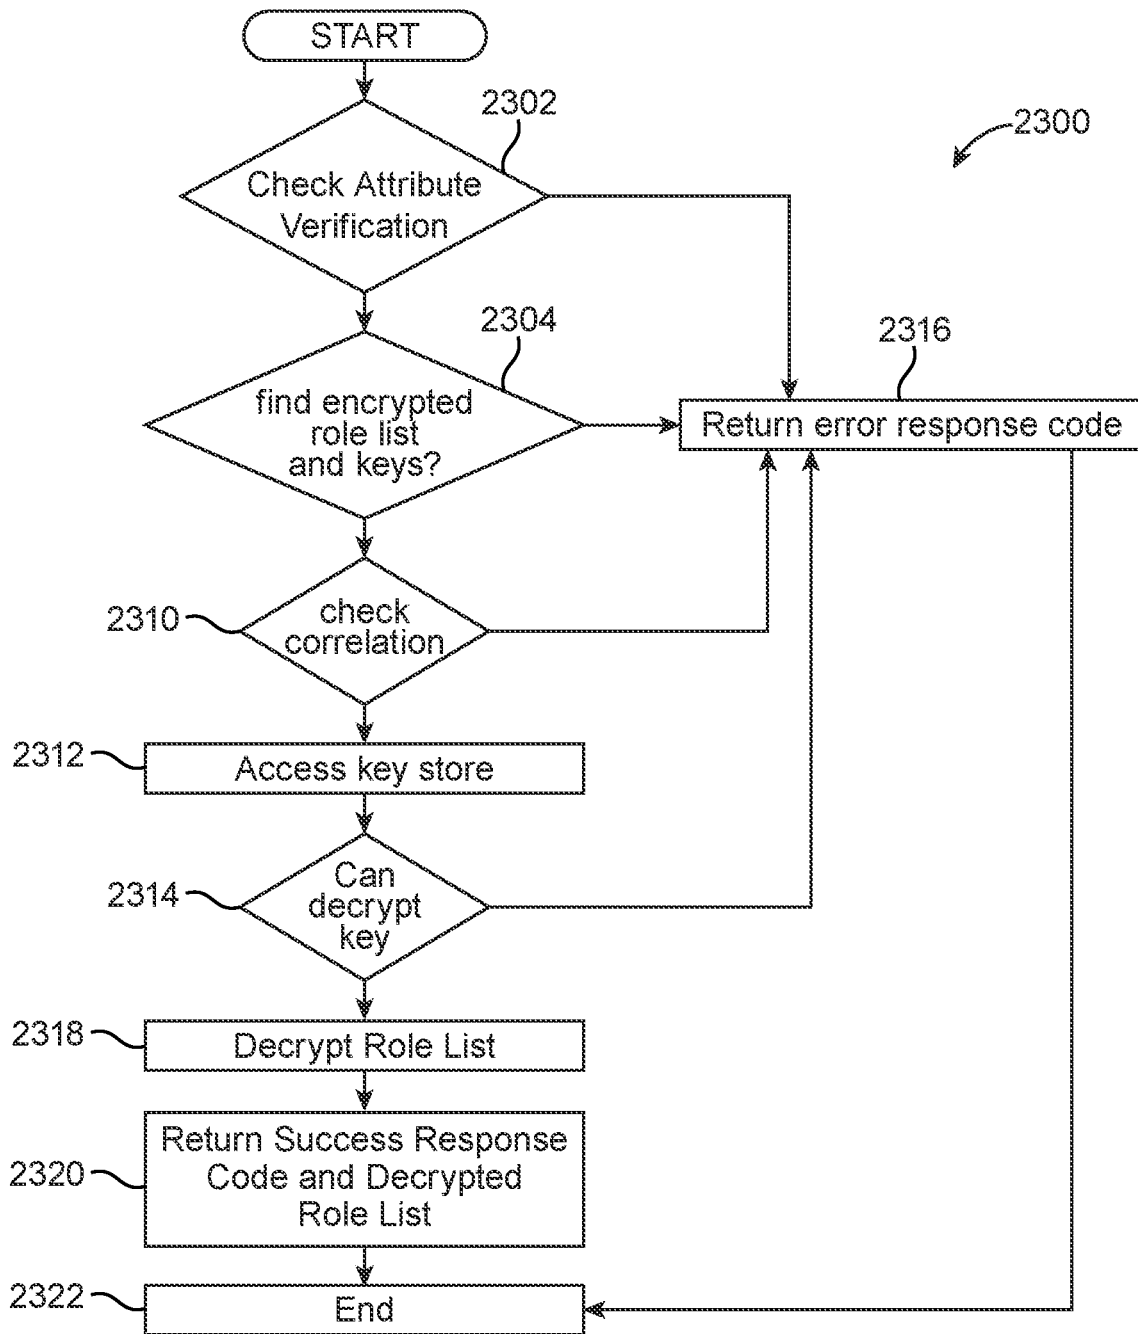 START
2302
2300
Check Attribute
Verification
2304
2316
find encrypted
role list
and keys?
Return error response code
2310
check
correlation
2312
Access key store
2314
Can
decrypt
key
2318
Decrypt Role List
2320
Return Success Response
Code and Decrypted
Role List
2322
End